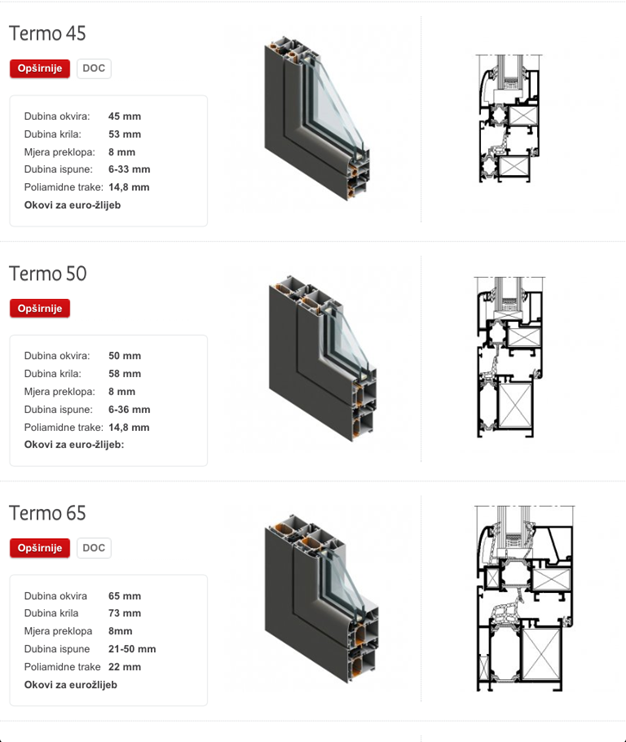 Termo 45
Opširnije DOC
Dubina okvira: 45 mm
Dubina krila: 53 mm
Mjera preklopa: 8 mm
Dubina ispune: 6-33 mm
Poliamidne trake: 14,8 mm
Okovi za euro-žlijeb
Termo 50
Opširnije
Dubina okvira: 50 mm
Dubina krila: 58 mm
Mjera preklopa: 8 mm
Dubina ispune: 6-36 mm
Poliamidne trake: 14,8 mm
Okovi za euro-žlijeb:
Termo 65
Opširnije DOC
Dubina okvira 65 mm
Dubina krila 73 mm
Mjera preklopa 8mm
Dubina ispune 21-50 mm
Poliamidne trake 22 mm
Okovi za eurožlijeb